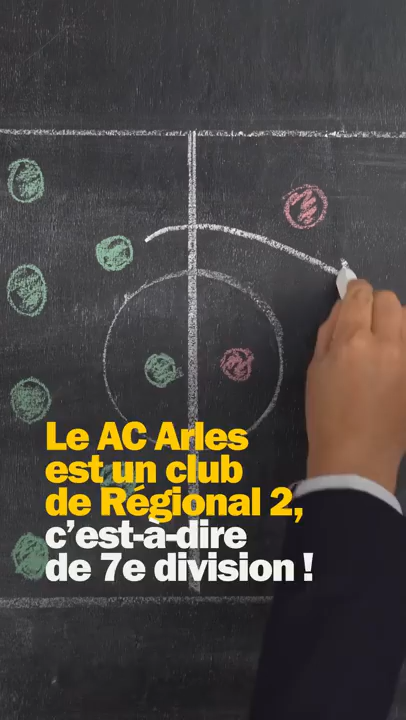 Le AC Arles
est un club
de Régional 2,
c’est-à-dire
de 7e division !